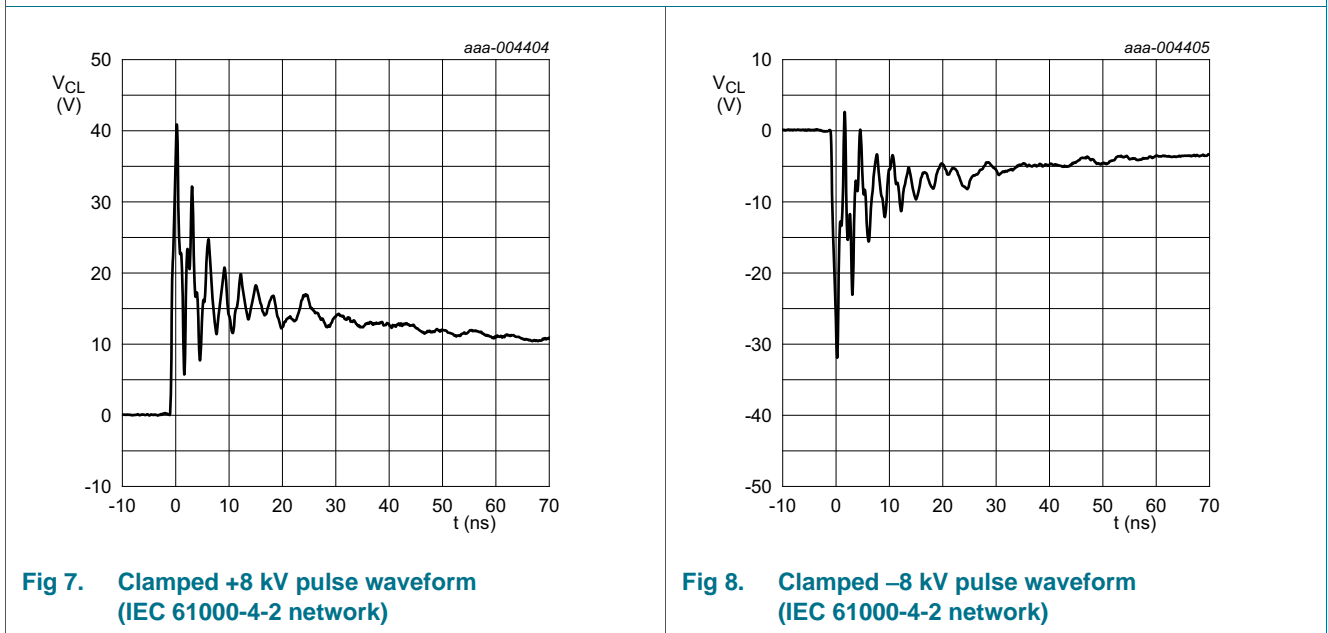 aaa-004404
50
V_CL
(V)
40
30
20
10
0
-10
-10 0 10 20 30 40 50 60 70
t (ns)
Fig 7. Clamped +8 kV pulse waveform
(IEC 61000-4-2 network)
aaa-004405
10
V_CL
(V)
0
-10
-20
-30
-40
-50
-10 0 10 20 30 40 50 60 70
t (ns)
Fig 8. Clamped −8 kV pulse waveform
(IEC 61000-4-2 network)